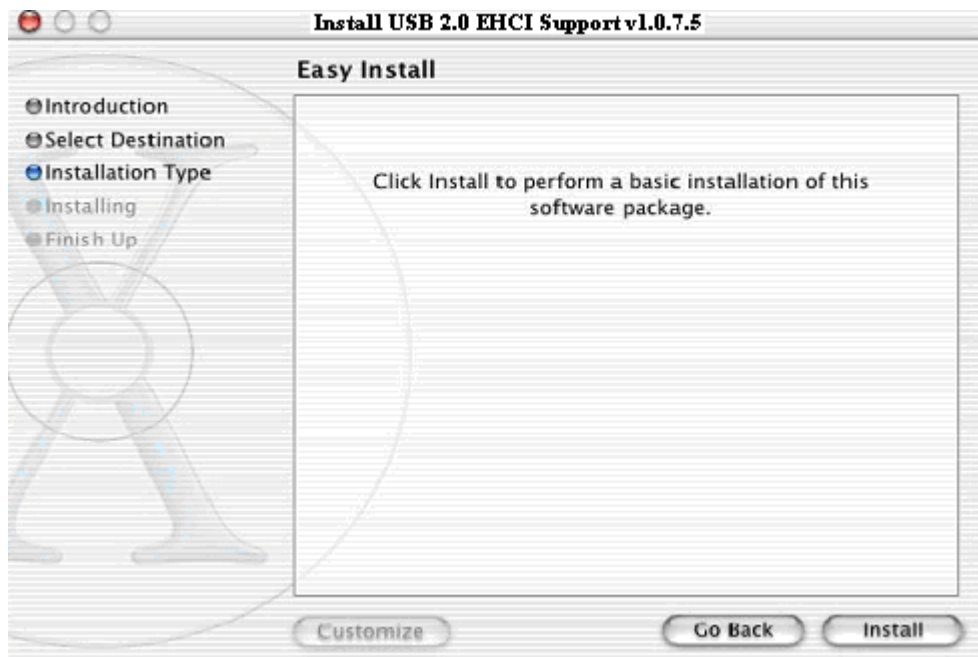 Install USB 2.0 EHCI Support v1.0.7.5
Easy Install
Introduction
Select Destination
Installation Type
Installing
Finish Up
Click Install to perform a basic installation of this
software package.
Customize
Go Back
Install